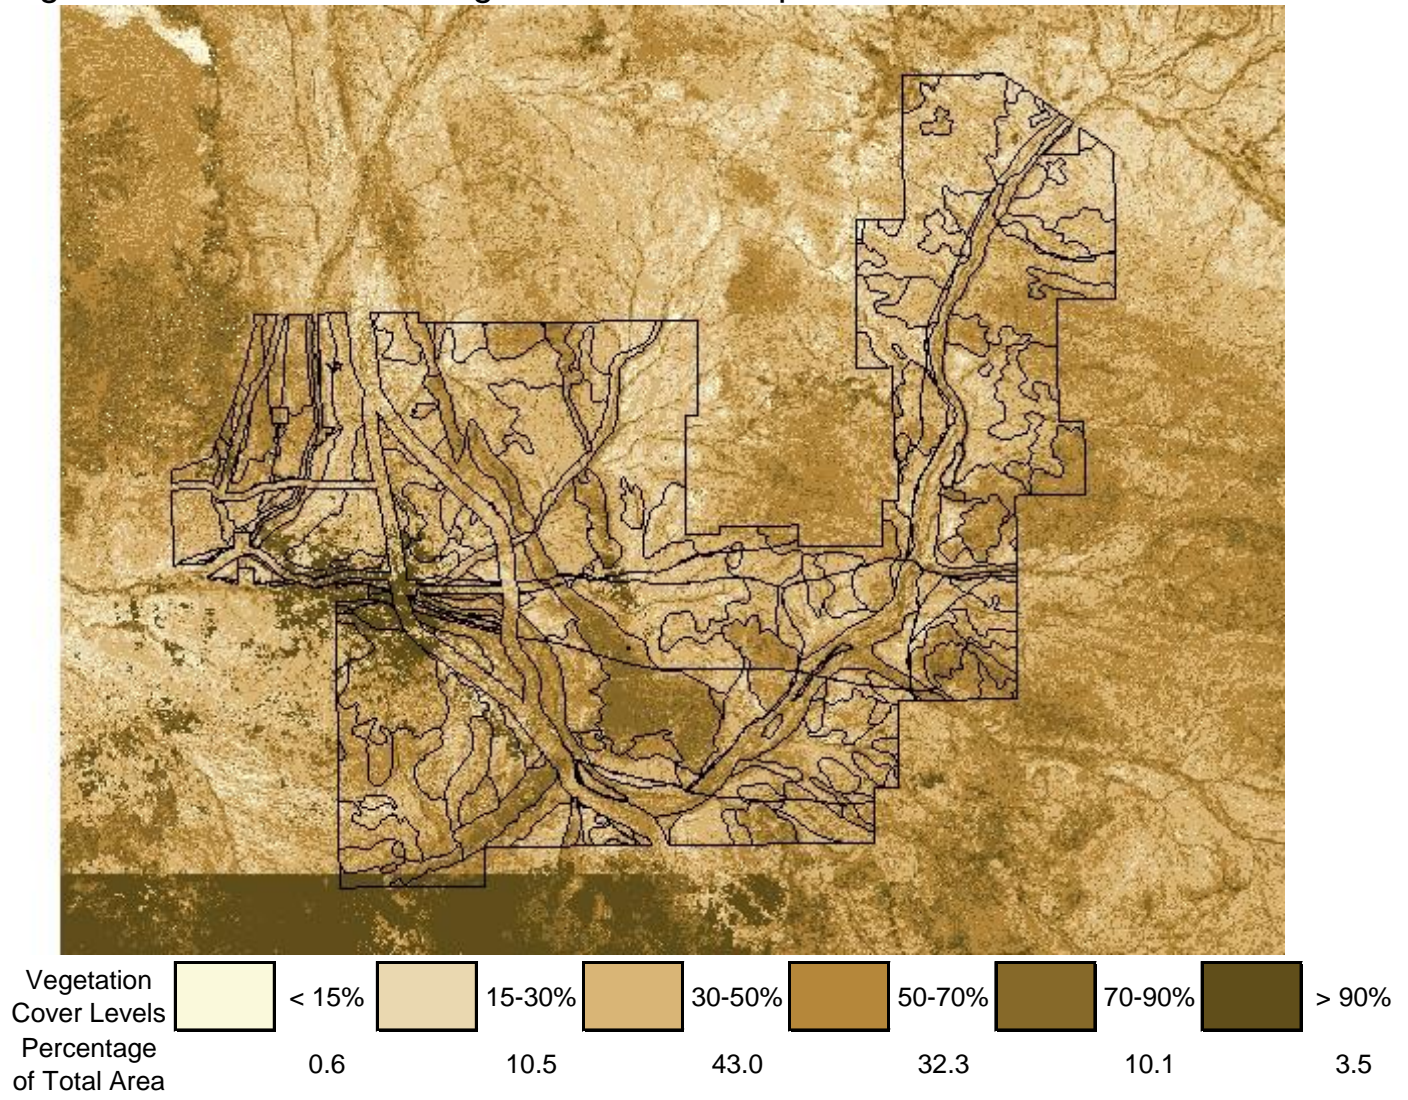 Vegetation
Cover Levels
< 15% 15-30% 30-50% 50-70% 70-90% > 90%
Percentage
of Total Area
0.6 10.5 43.0 32.3 10.1 3.5